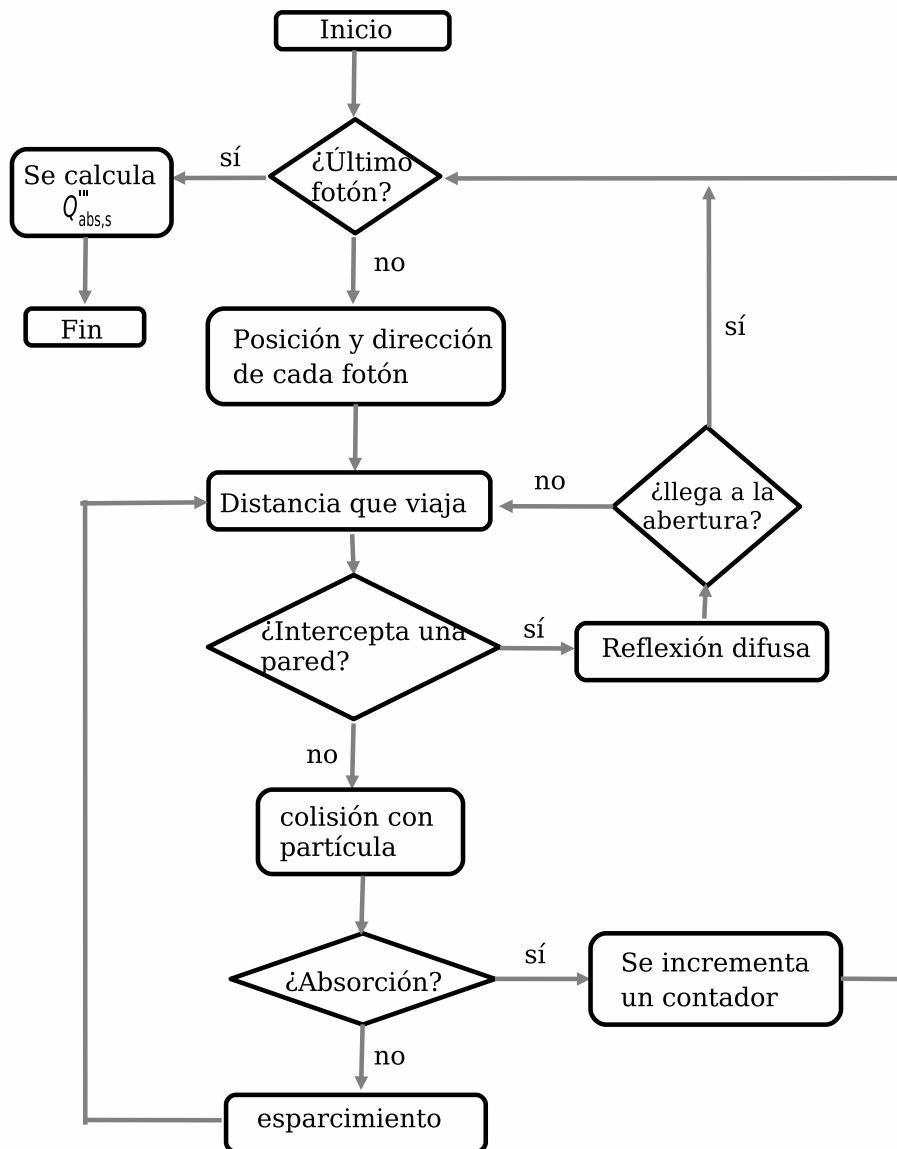 Inicio
¿Último
fotón?
sí
Se calcula
Q'''abs,s
Fin
no
Posición y dirección
de cada fotón
sí
Distancia que viaja
no
¿llega a la
abertura?
¿Intercepta una
pared?
sí
Reflexión difusa
no
colisión con
partícula
¿Absorción?
sí
Se incrementa
un contador
no
esparcimiento